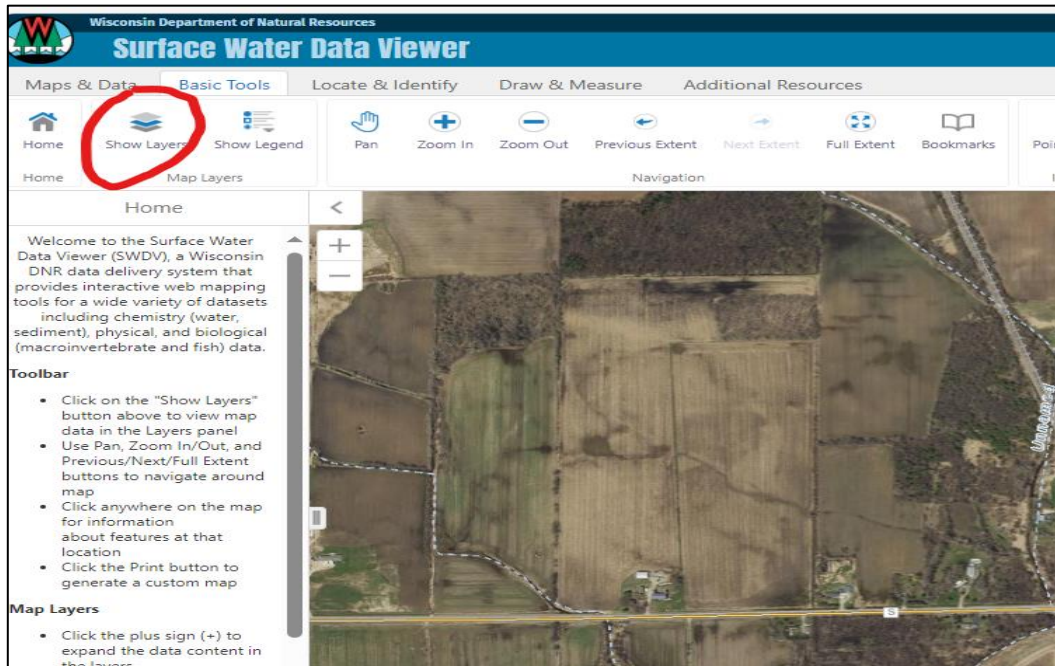 Wisconsin Department of Natural Resources
W
Surface Water Data Viewer
Maps & Data Basic Tools Locate & Identify Draw & Measure Additional Resources
Home Show Layers Show Legend Pan Zoom In Zoom Out Previous Extent Next Extent Full Extent Bookmarks
Home Map Layers Navigation
Home <
Welcome to the Surface Water
Data Viewer (SWDV), a Wisconsin
DNR data delivery system that
provides interactive web mapping
tools for a wide variety of datasets
including chemistry (water,
sediment), physical, and biological
(macroinvertebrate and fish) data.
Toolbar
• Click on the "Show Layers"
button above to view map
data in the Layers panel
• Use Pan, Zoom In/Out, and
Previous/Next/Full Extent
buttons to navigate around
map
• Click anywhere on the map
for information
about features at that
location
• Click the Print button to
generate a custom map
Map Layers
• Click the plus sign (+) to
expand the data content in
the layers
Unnamed
S